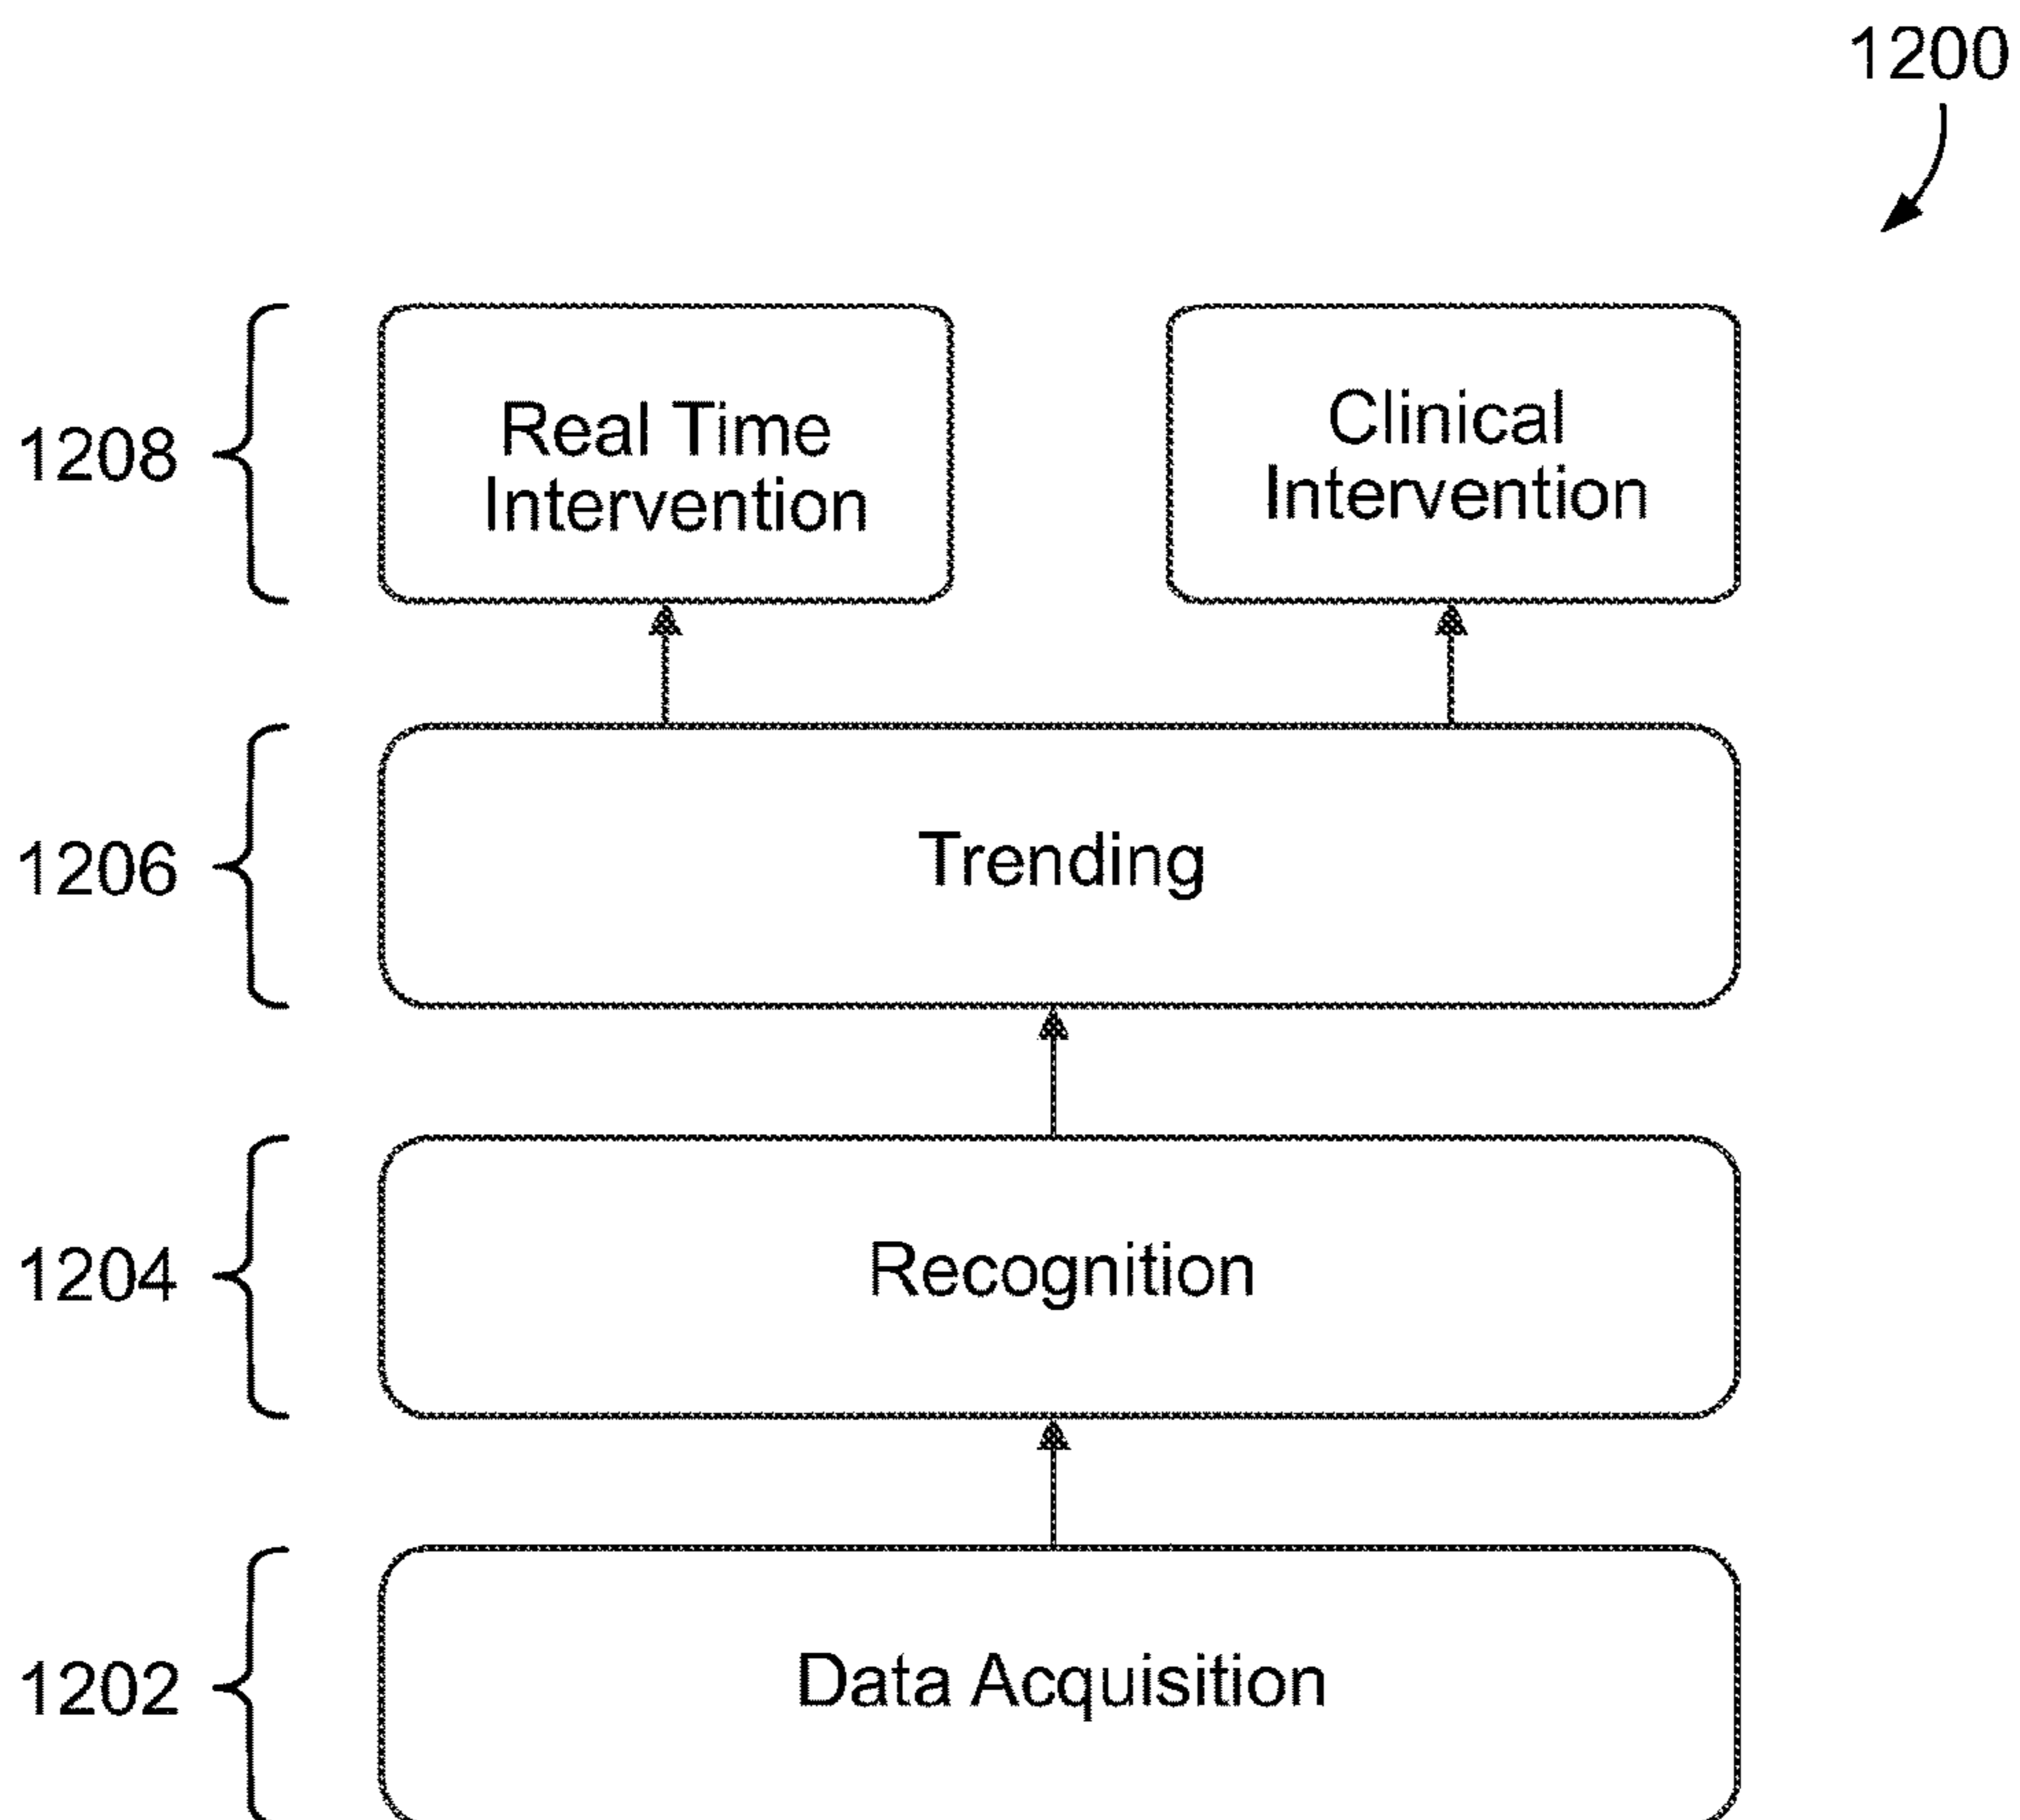 1200
1208
Real Time
Intervention
Clinical
Intervention
1206
Trending
1204
Recognition
1202
Data Acquisition